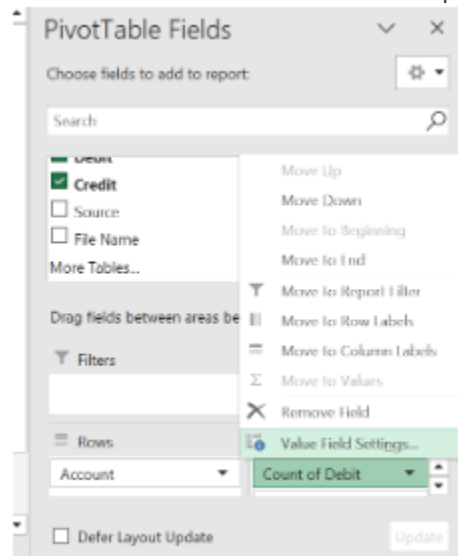 PivotTable Fields
Choose fields to add to report:
Search
Debit
Credit
Source
File Name
More Tables...
Drag fields between areas be
Filters
Rows
Account
Move Up
Move Down
Move to Beginning
Move to End
Move to Report Filter
Move to Row Labels
Move to Column Labels
Σ Move to Values
Remove Field
Value Field Settings...
Count of Debit
Defer Layout Update
Update